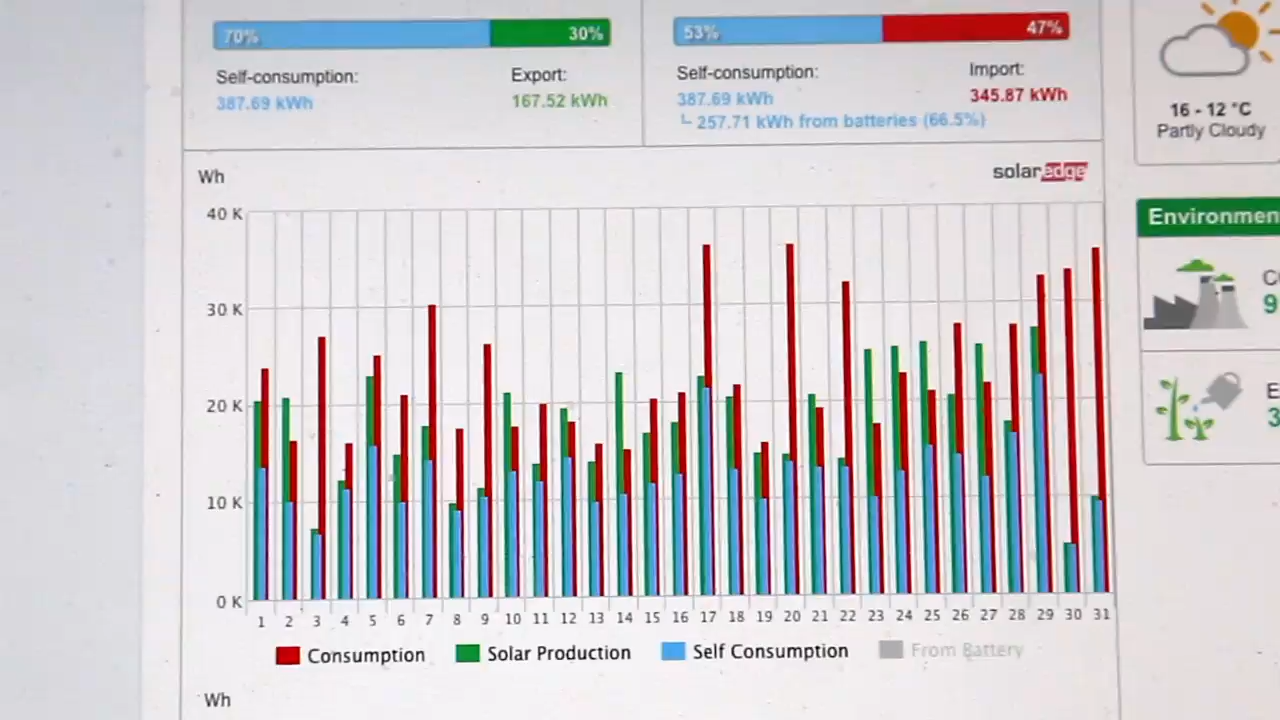 70% 30%
53% 47%
Self-consumption: Export:
387.69 kWh 167.52 kWh
Self-consumption: Import:
387.69 kWh 345.87 kWh
└ 257.71 kWh from batteries (66.5%)
16 - 12 °C
Partly Cloudy
Wh
solaredge
Environmen
40 K
30 K
20 K
10 K
0 K
1 2 3 4 5 6 7 8 9 10 11 12 13 14 15 16 17 18 19 20 21 22 23 24 25 26 27 28 29 30 31
Consumption Solar Production Self Consumption From Battery
Wh
9
E
3